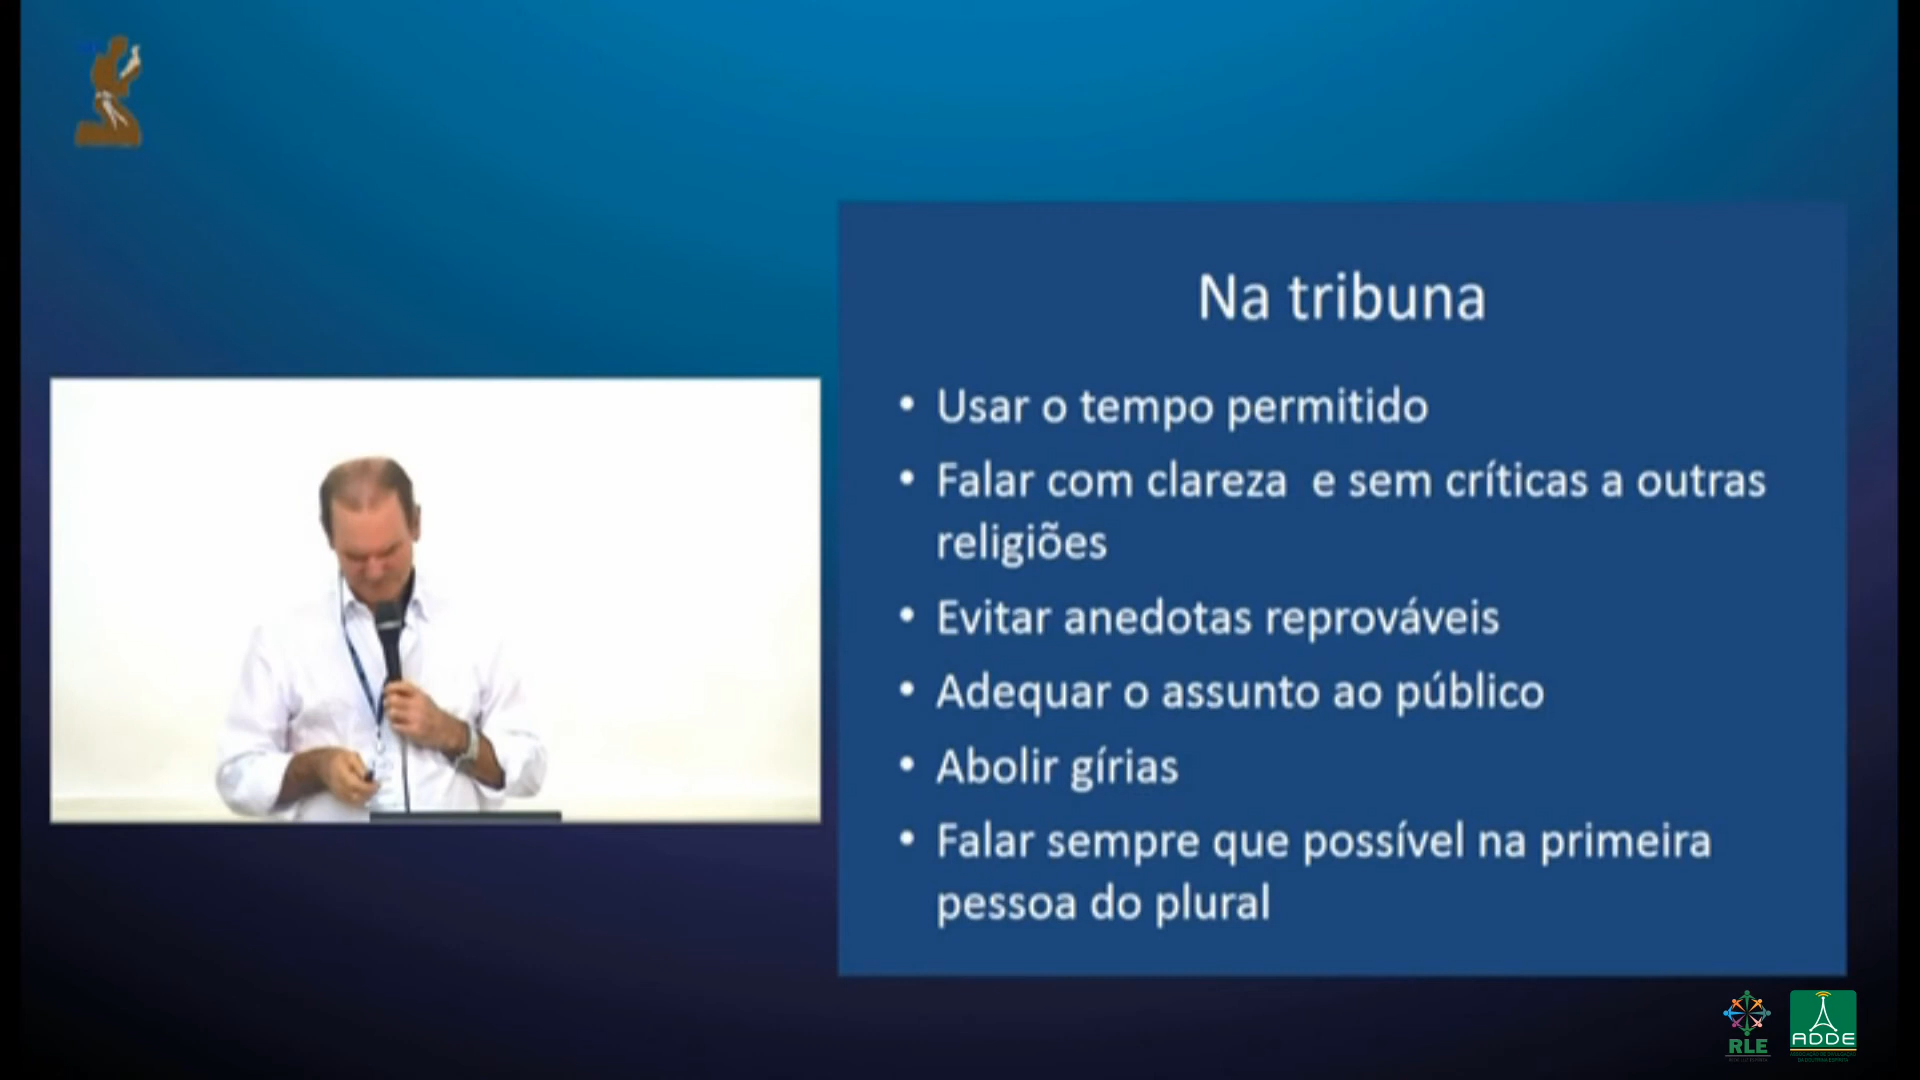 Na tribuna
• Usar o tempo permitido
• Falar com clareza e sem críticas a outras
religiões
• Evitar anedotas reprováveis
• Adequar o assunto ao público
• Abolir gírias
• Falar sempre que possível na primeira
pessoa do plural
RLE
ADDE